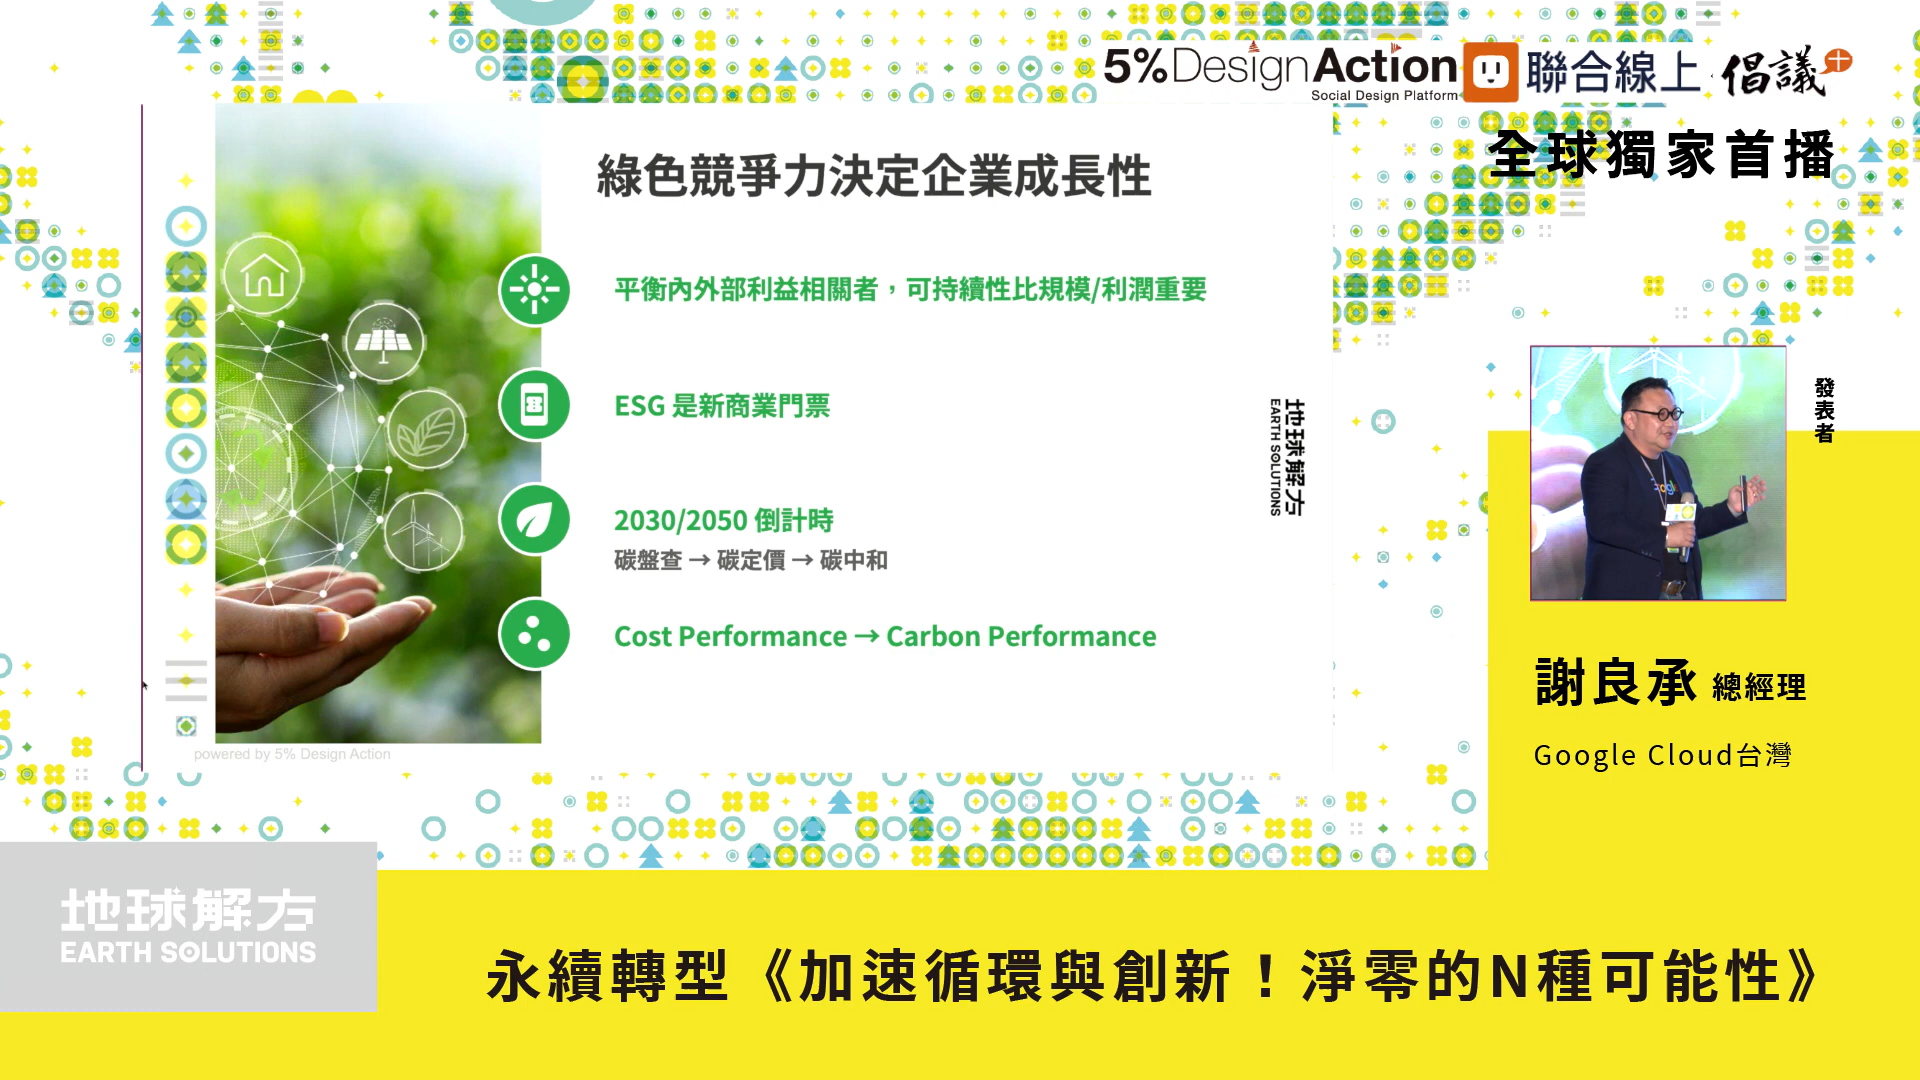 5%DesignAction
Social Design Platform
聯合線上
倡議+
全球獨家首播
綠色競爭力決定企業成長性
平衡內外部利益相關者，可持續性比規模/利潤重要
ESG 是新商業門票
2030/2050 倒計時
碳盤查 → 碳定價 → 碳中和
Cost Performance → Carbon Performance
地球解方
EARTH SOLUTIONS
powered by 5% Design Action
發表者
謝良承 總經理
Google Cloud台灣
地球解方
EARTH SOLUTIONS
永續轉型《加速循環與創新！淨零的N種可能性》